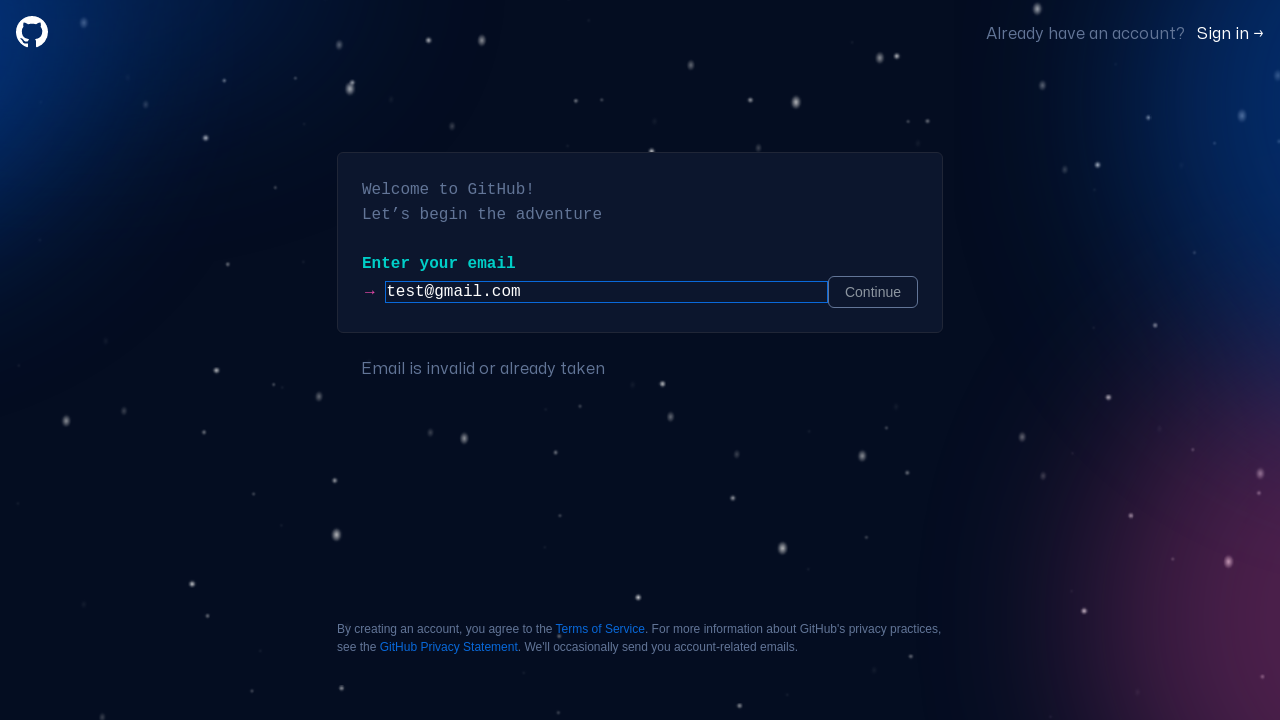 Already have an account? Sign in →
Welcome to GitHub!
Let’s begin the adventure
Enter your email
→ test@gmail.com Continue
Email is invalid or already taken
By creating an account, you agree to the Terms of Service. For more information about GitHub's privacy practices,
see the GitHub Privacy Statement. We'll occasionally send you account-related emails.